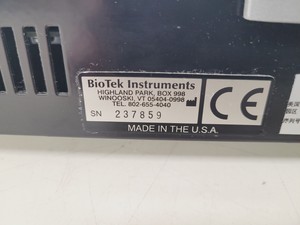 BioTek Instruments
HIGHLAND PARK, BOX 998
WINOOSKI, VT 05404-0998
TEL. 802-655-4040
SN 237859
CE
MADE IN THE U.S.A.